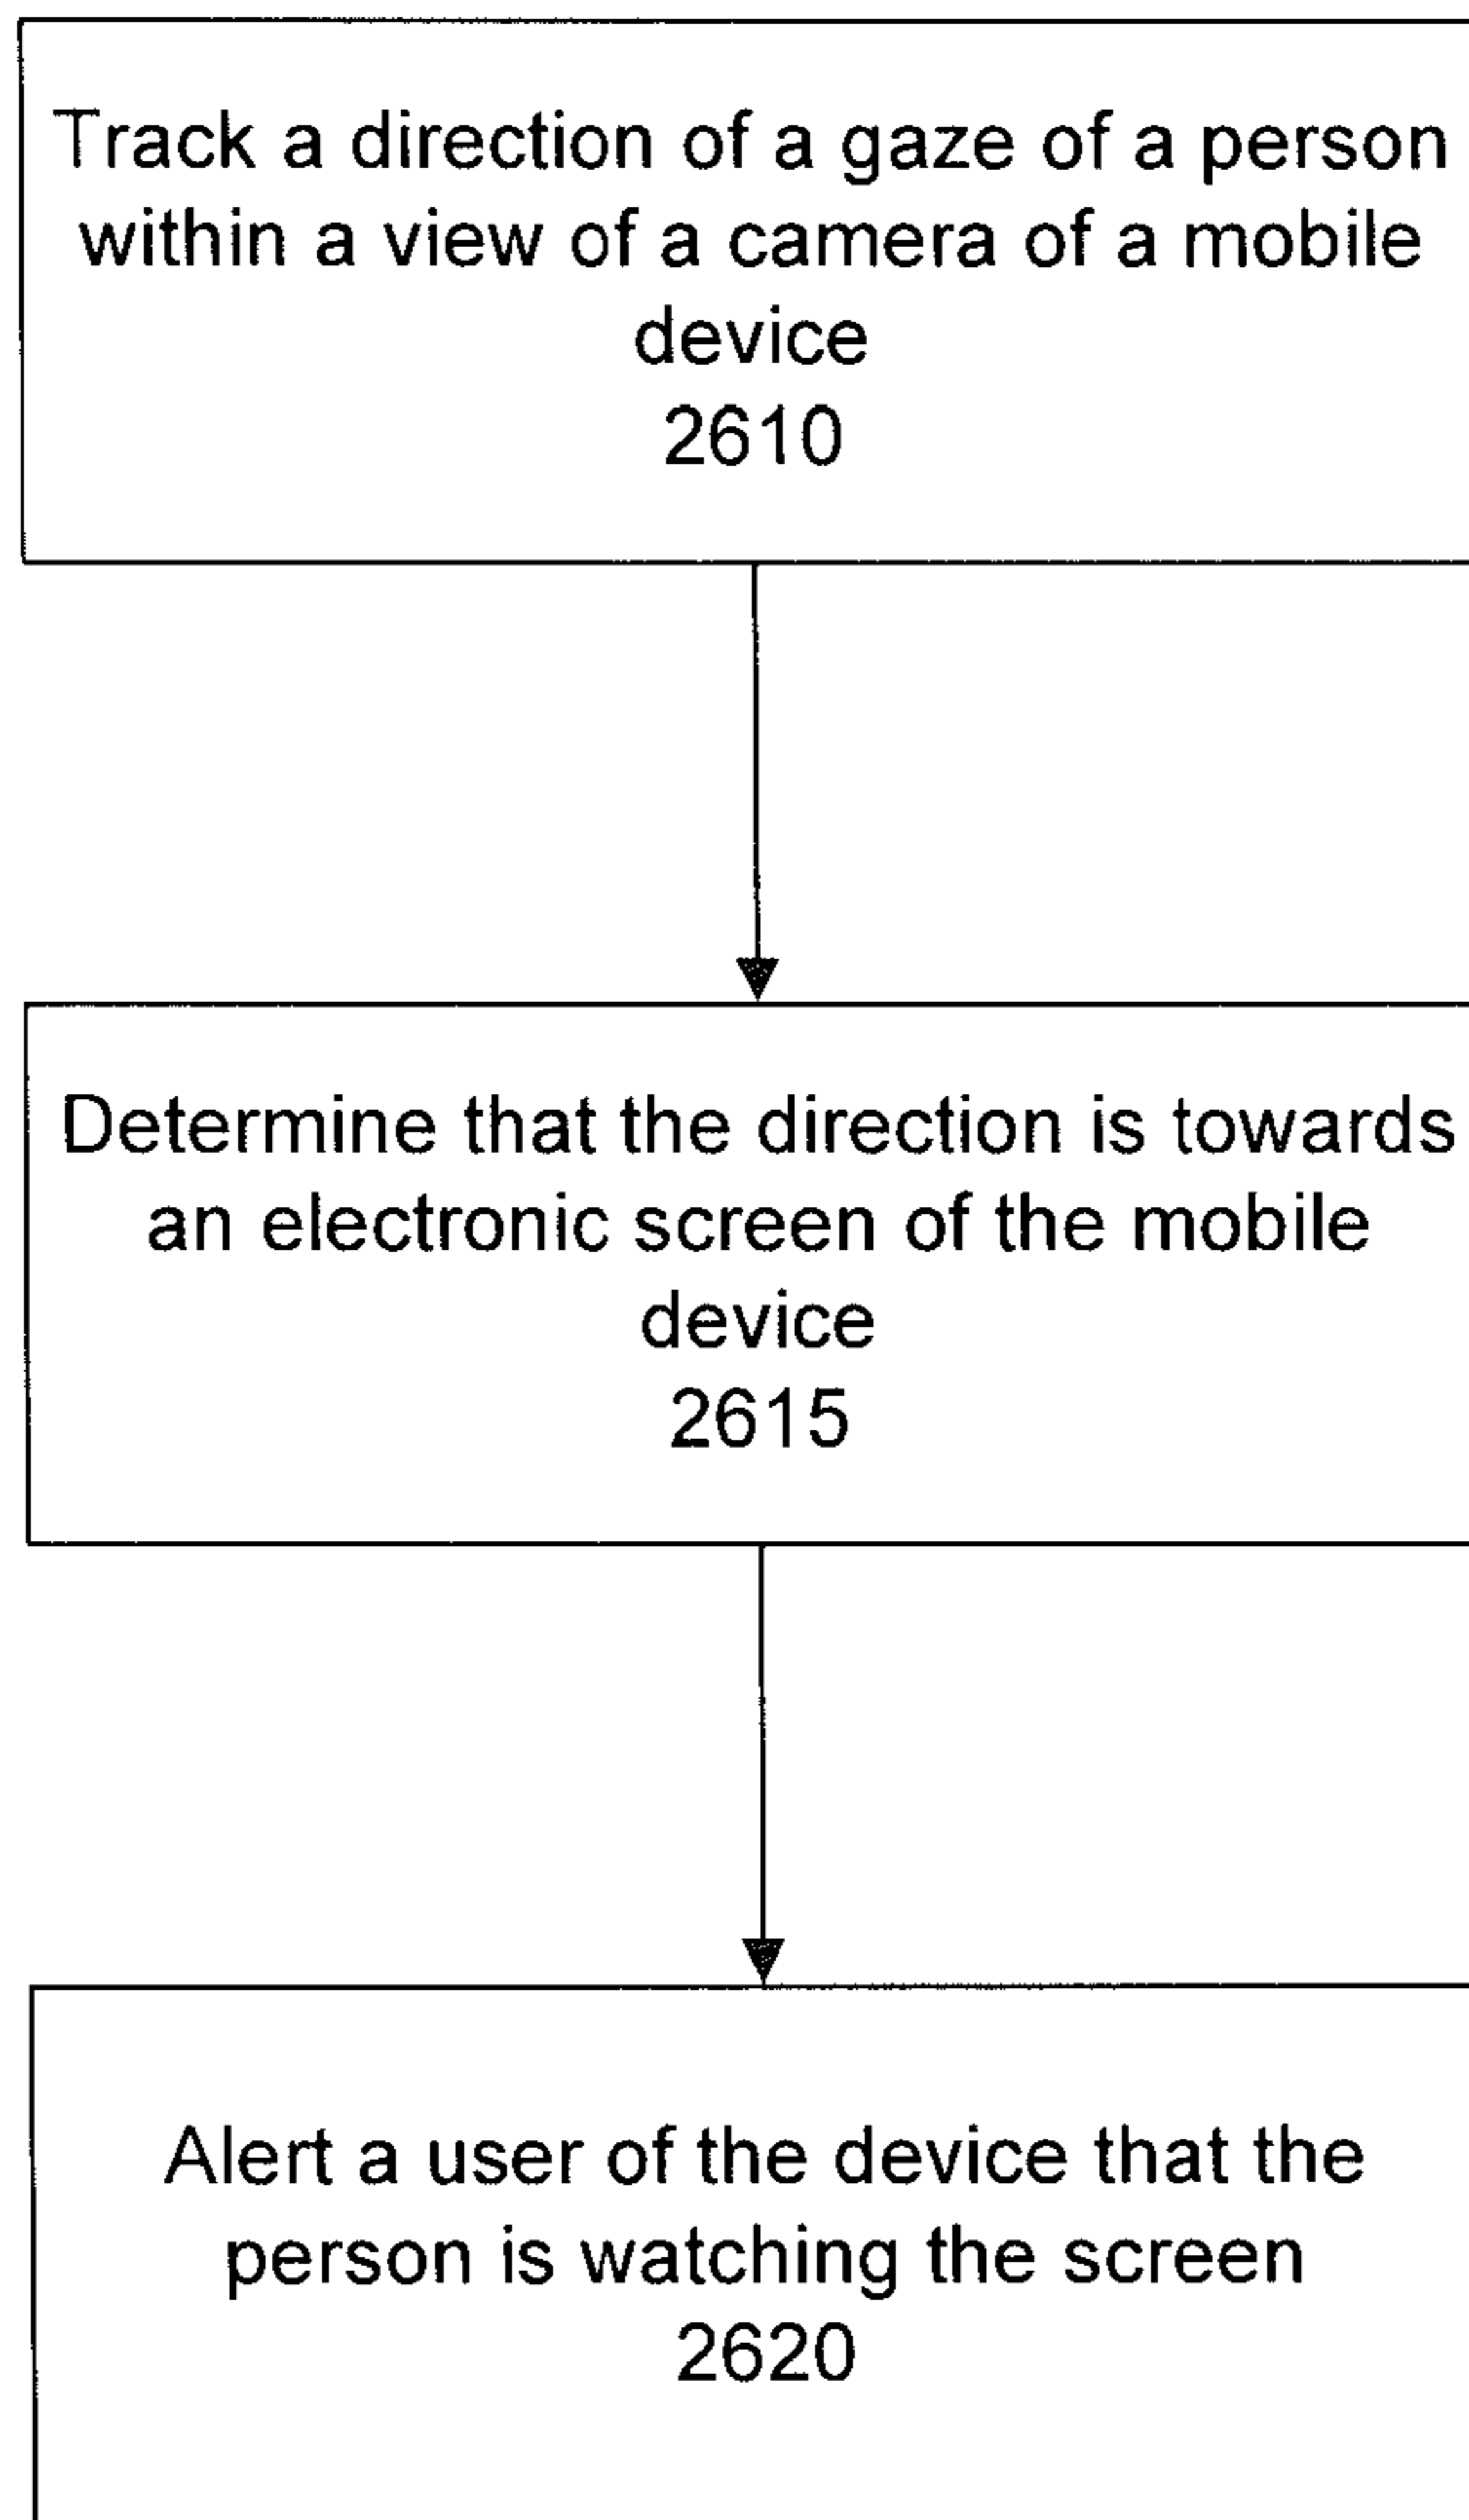 Track a direction of a gaze of a person
within a view of a camera of a mobile
device
2610
Determine that the direction is towards
an electronic screen of the mobile
device
2615
Alert a user of the device that the
person is watching the screen
2620